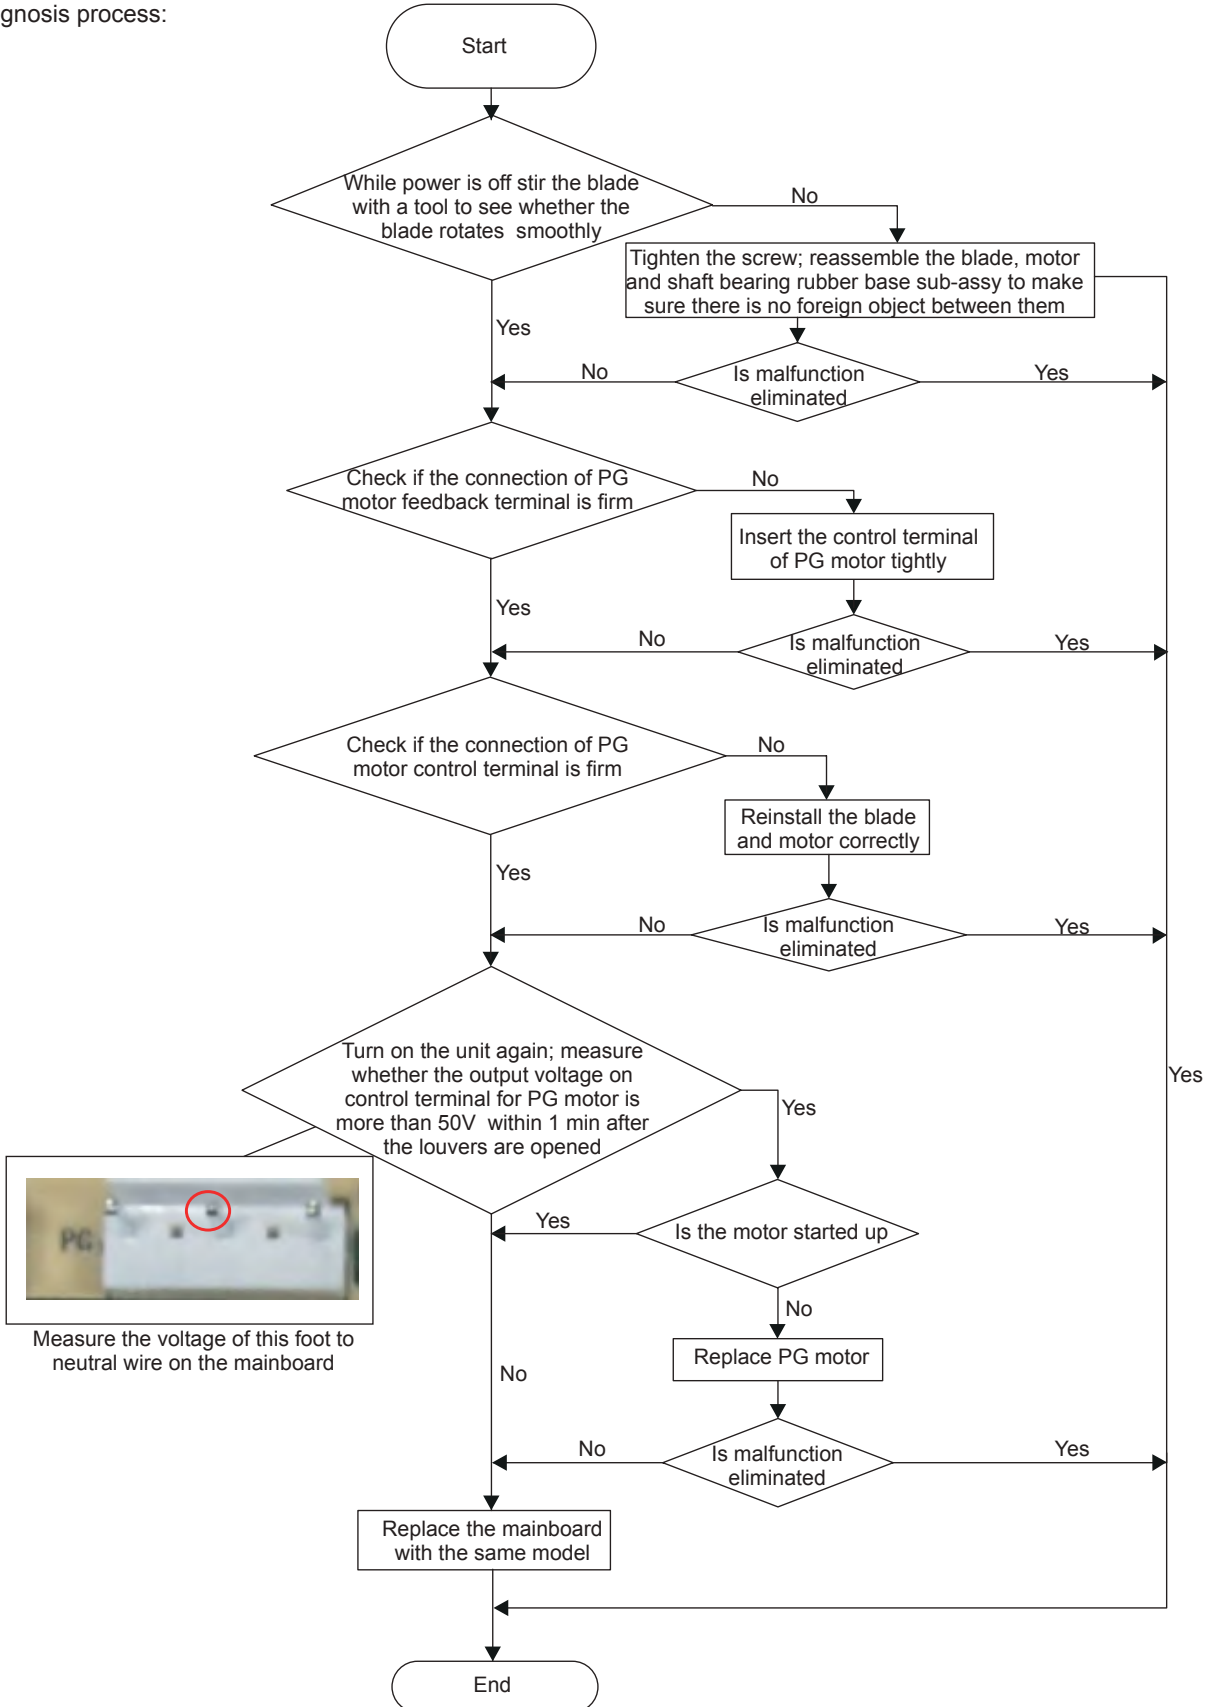 gnosis process:
Start
While power is off stir the blade
with a tool to see whether the
blade rotates smoothly
No
Tighten the screw; reassemble the blade, motor
and shaft bearing rubber base sub-assy to make
sure there is no foreign object between them
Yes
No
Is malfunction
eliminated
Yes
Check if the connection of PG
motor feedback terminal is firm
No
Insert the control terminal
of PG motor tightly
Yes
No
Is malfunction
eliminated
Yes
Check if the connection of PG
motor control terminal is firm
No
Reinstall the blade
and motor correctly
Yes
No
Is malfunction
eliminated
Yes
Turn on the unit again; measure
whether the output voltage on
control terminal for PG motor is
more than 50V within 1 min after
the louvers are opened
Yes
Yes
PG
Measure the voltage of this foot to
neutral wire on the mainboard
Yes
Is the motor started up
No
Replace PG motor
No
No
Is malfunction
eliminated
Yes
Replace the mainboard
with the same model
End